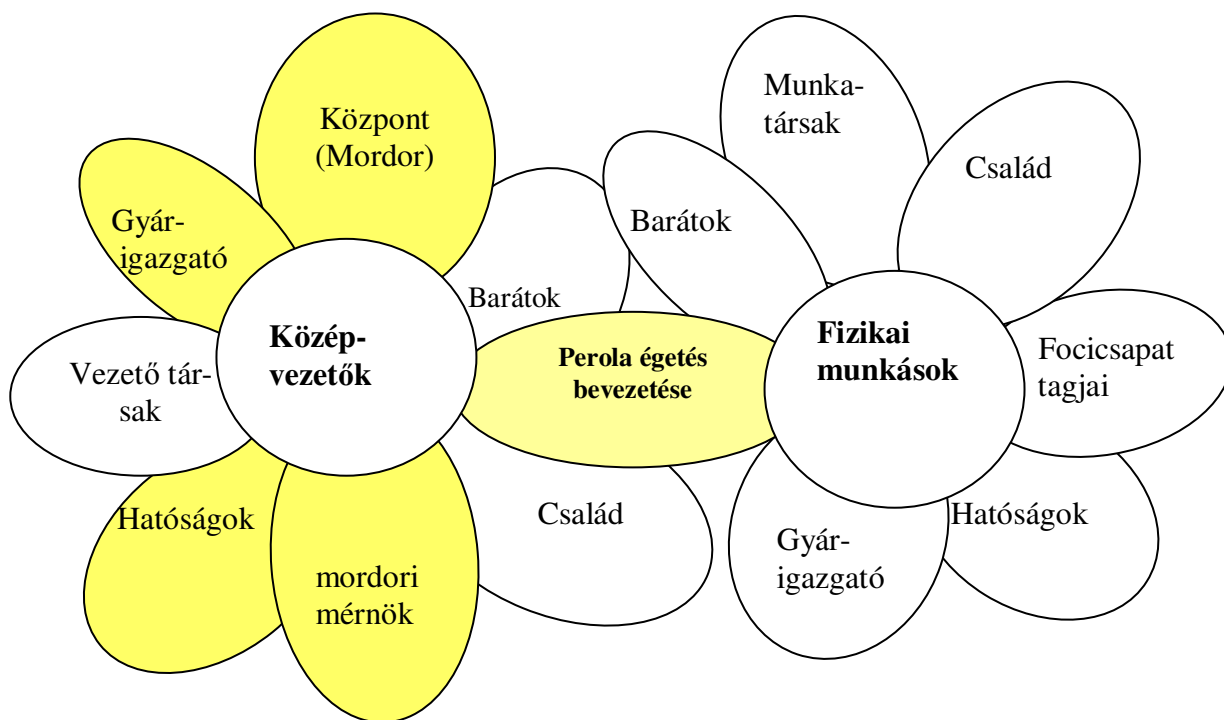 Központ
(Mordor)
Gyár-
igazgató
Közép-
vezetők
Vezető tár-
sak
Hatóságok
mordori
mérnök
Barátok
Család
Perola égetés
bevezetése
Barátok
Munka-
társak
Család
Fizikai
munkások
Focicsapat
tagjai
Hatóságok
Gyár-
igazgató